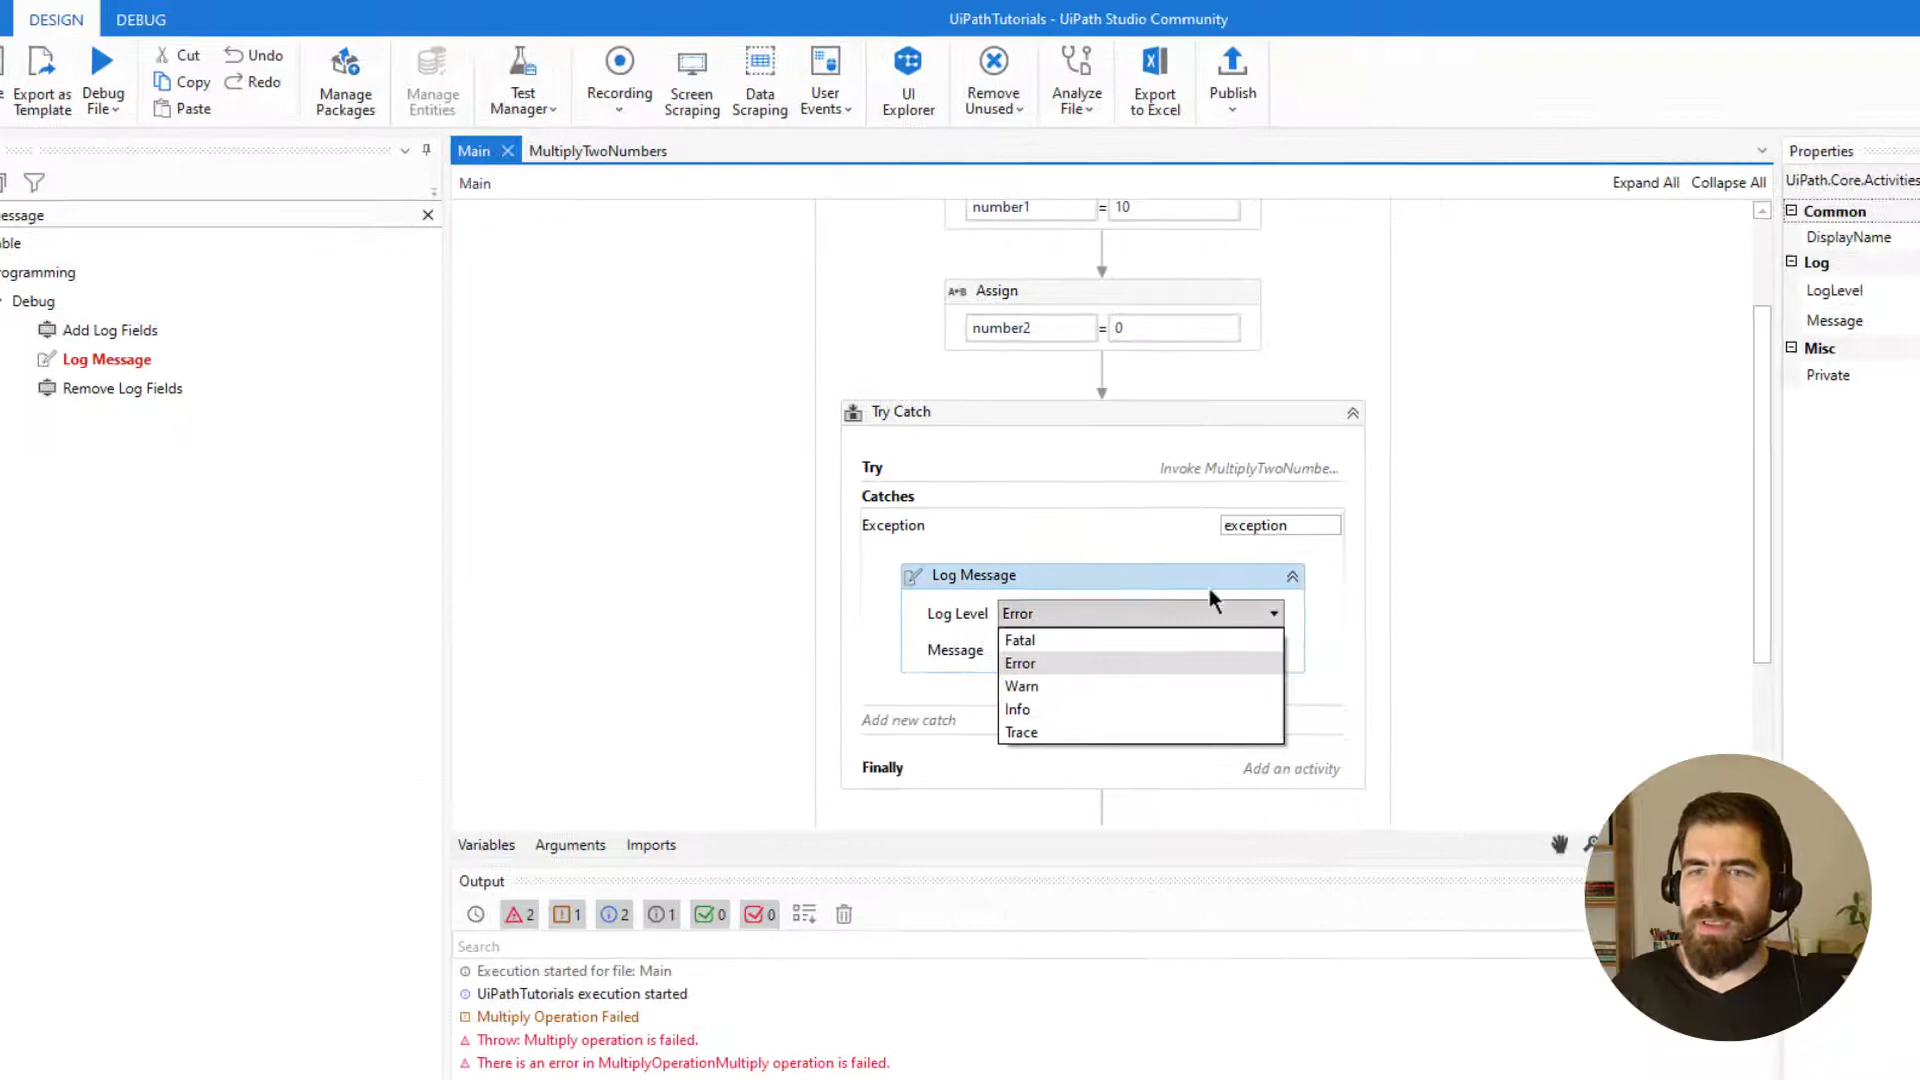 DESIGN
DEBUG
UiPathTutorials - UiPath Studio Community
Export as Template
Debug File
Cut
Copy
Paste
Undo
Redo
Manage Packages
Manage Entities
Test Manager
Recording
Screen Scraping
Data Scraping
User Events
UI Explorer
Remove Unused
Analyze File
Export to Excel
Publish
essage
ble
rogramming
Debug
Add Log Fields
Log Message
Remove Log Fields
Main
MultiplyTwoNumbers
Main
Expand All Collapse All
number1 = 10
A*B Assign
number2 = 0
Try Catch
Try
Invoke MultiplyTwoNumbe...
Catches
Exception
exception
Log Message
Log Level Error
Message
Fatal
Error
Warn
Info
Trace
Add new catch
Finally
Add an activity
Properties
UiPath.Core.Activities
Common
DisplayName
Log
LogLevel
Message
Misc
Private
Variables
Arguments
Imports
Output
2
1
2
1
0
0
Search
Execution started for file: Main
UiPathTutorials execution started
Multiply Operation Failed
Throw: Multiply operation is failed.
There is an error in MultiplyOperationMultiply operation is failed.